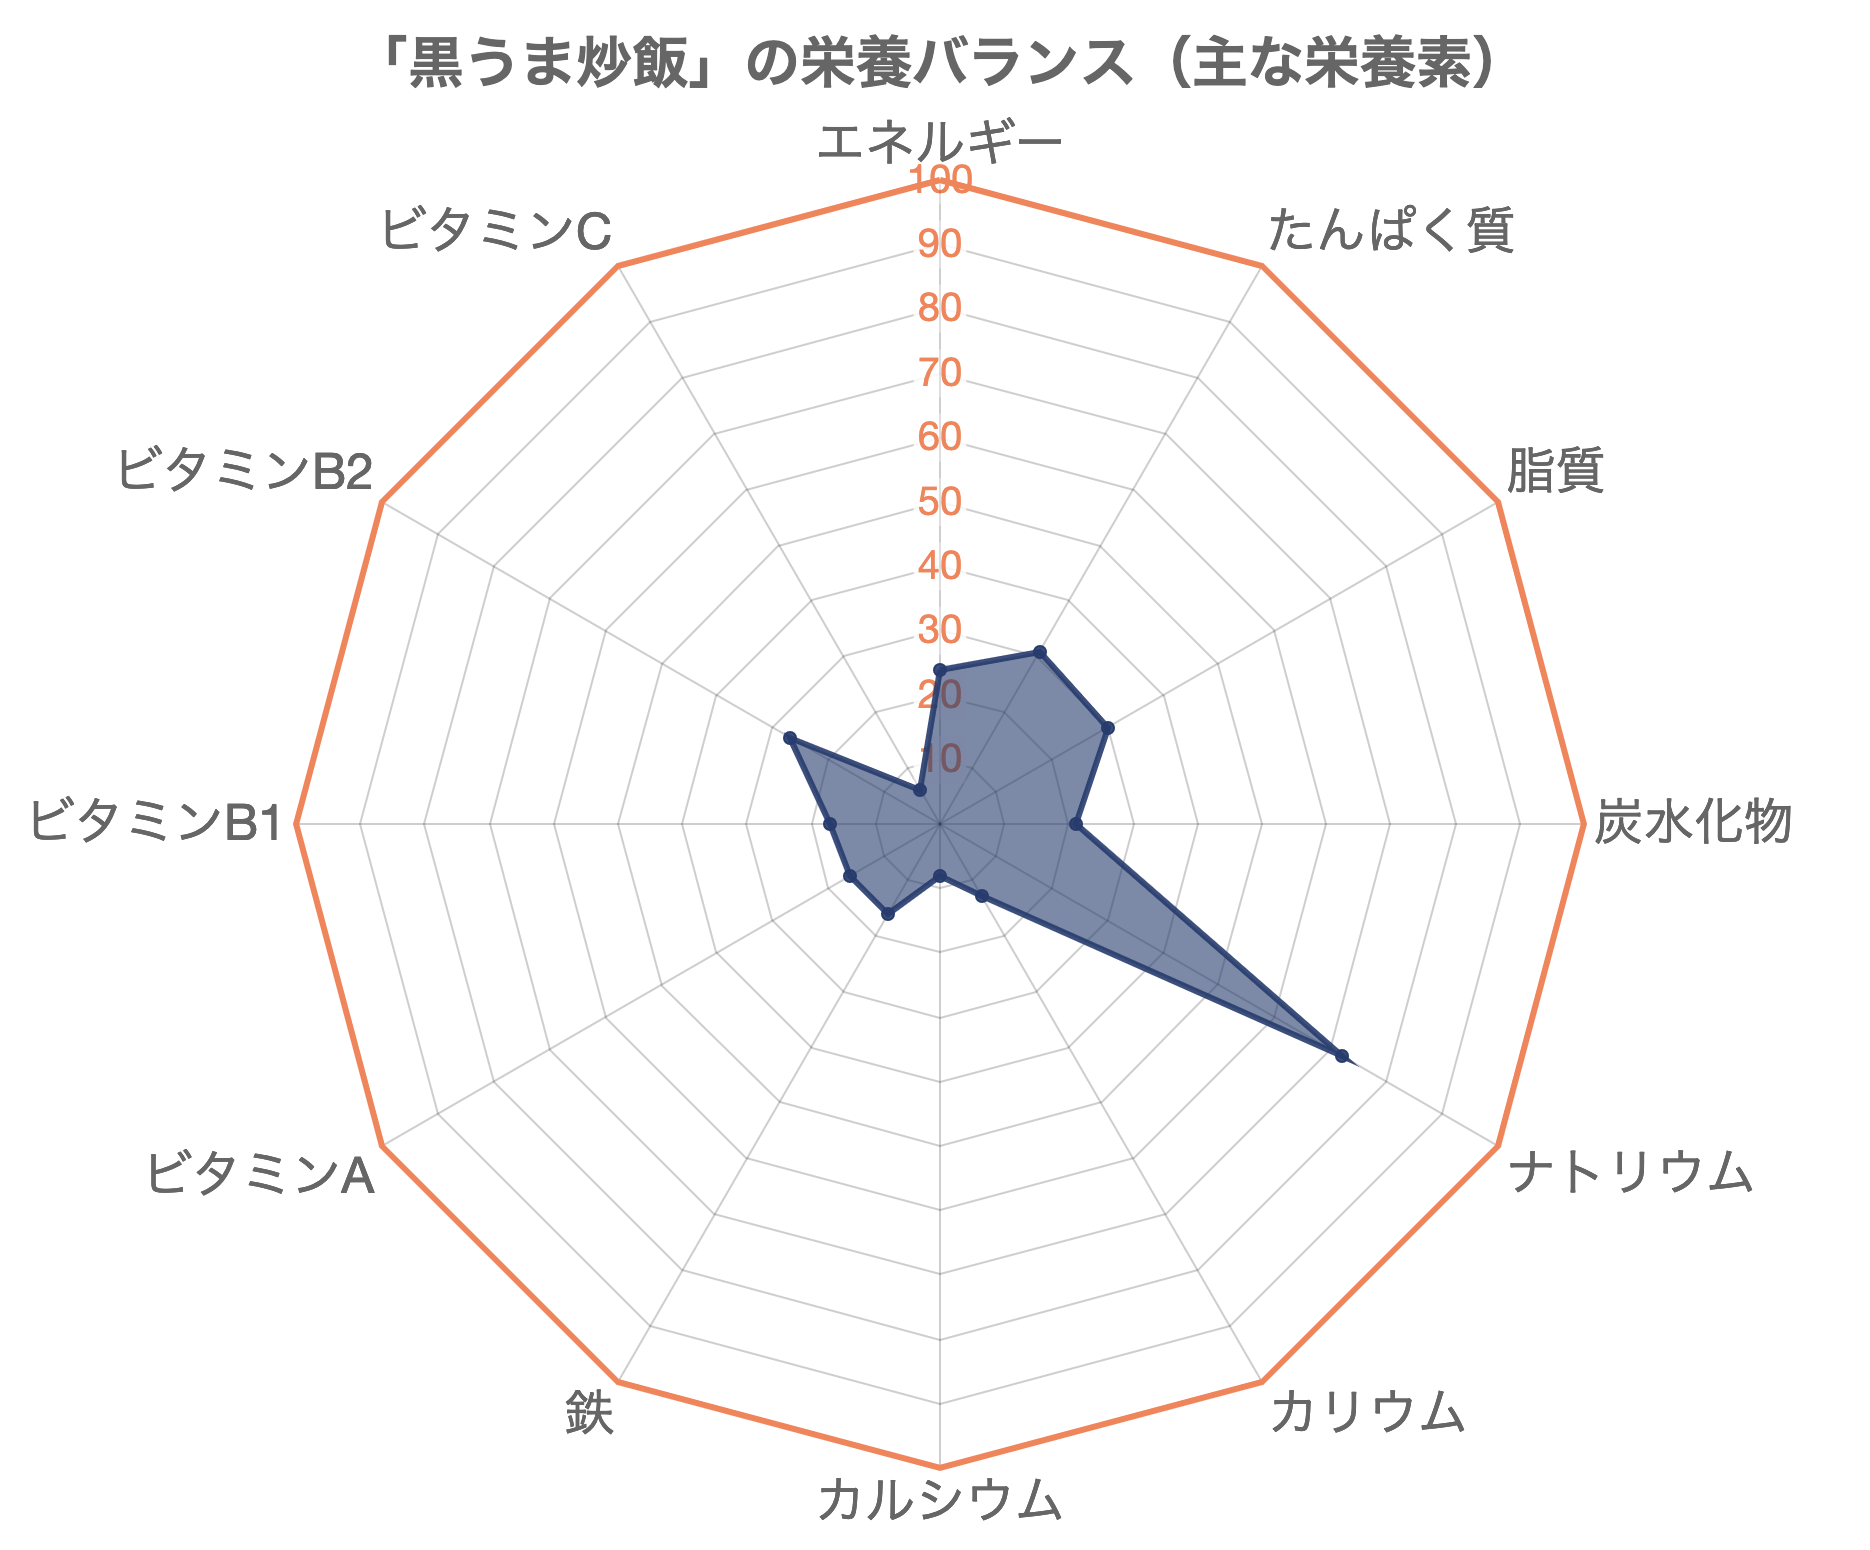 「黒うま炒飯」の栄養バランス（主な栄養素）
エネルギー
たんぱく質
脂質
炭水化物
ナトリウム
カリウム
カルシウム
鉄
ビタミンA
ビタミンB1
ビタミンB2
ビタミンC
100
90
80
70
60
50
40
30
20
10